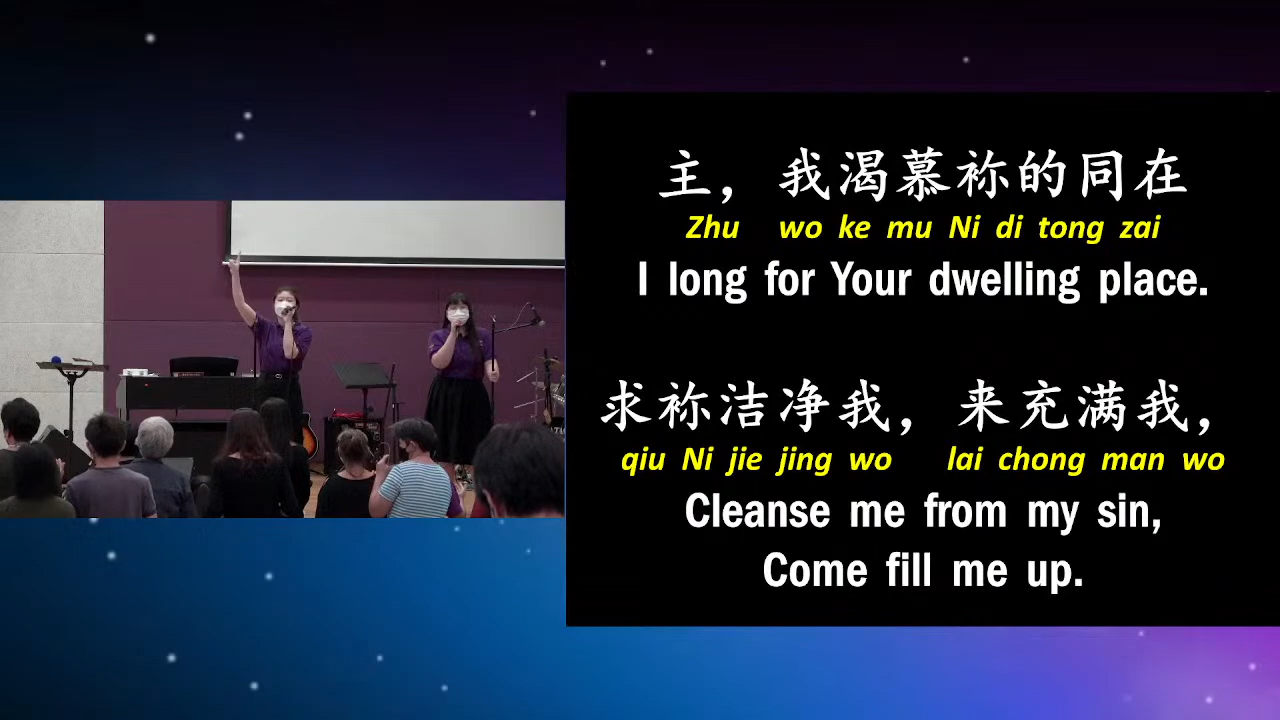 主，我渴慕祢的同在
Zhu wo ke mu Ni di tong zai
I long for Your dwelling place.
求祢洁净我，来充满我，
qiu Ni jie jing wo lai chong man wo
Cleanse me from my sin,
Come fill me up.